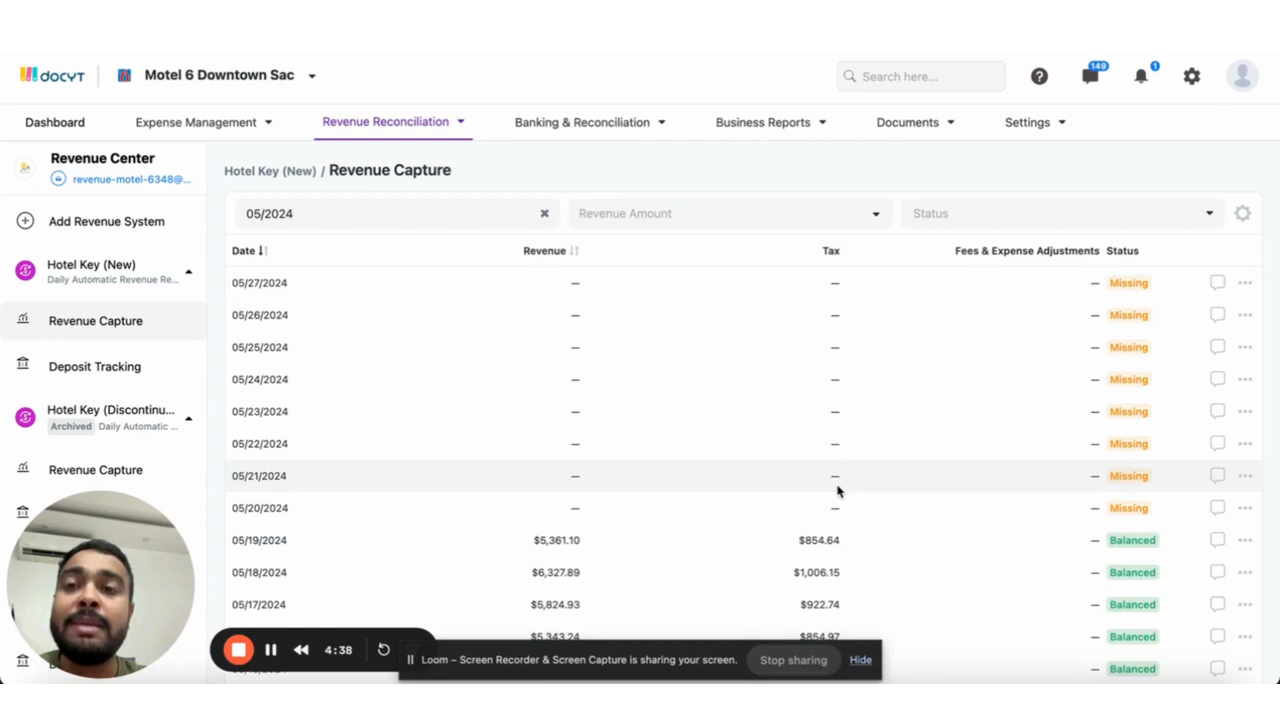 docyt
Motel 6 Downtown Sac
Search here...
149
1
Dashboard
Expense Management
Revenue Reconciliation
Banking & Reconciliation
Business Reports
Documents
Settings
Revenue Center
revenue-motel-6348@...
Add Revenue System
Hotel Key (New)
Daily Automatic Revenue Re...
Revenue Capture
Deposit Tracking
Hotel Key (Discontinu...
Archived Daily Automatic ...
Revenue Capture
Hotel Key (New) / Revenue Capture
05/2024 Revenue Amount Status
Date Revenue Tax Fees & Expense Adjustments Status
05/27/2024 — — — Missing
05/26/2024 — — — Missing
05/25/2024 — — — Missing
05/24/2024 — — — Missing
05/23/2024 — — — Missing
05/22/2024 — — — Missing
05/21/2024 — — — Missing
05/20/2024 — — — Missing
05/19/2024 $5,361.10 $854.64 — Balanced
05/18/2024 $6,327.89 $1,006.15 — Balanced
05/17/2024 $5,824.93 $922.74 — Balanced
$5,343.24 $854.97 — Balanced
— Balanced
4:38
Loom – Screen Recorder & Screen Capture is sharing your screen.
Stop sharing
Hide